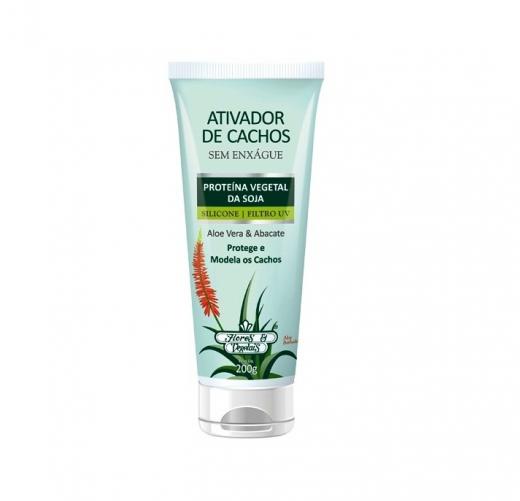 ATIVADOR
DE CACHOS
SEM ENXÁGUE
PROTEÍNA VEGETAL
DA SOJA
SILICONE | FILTRO UV
Aloe Vera & Abacate
Protege e
Modela os Cachos
Flores &
Vegetais
200g